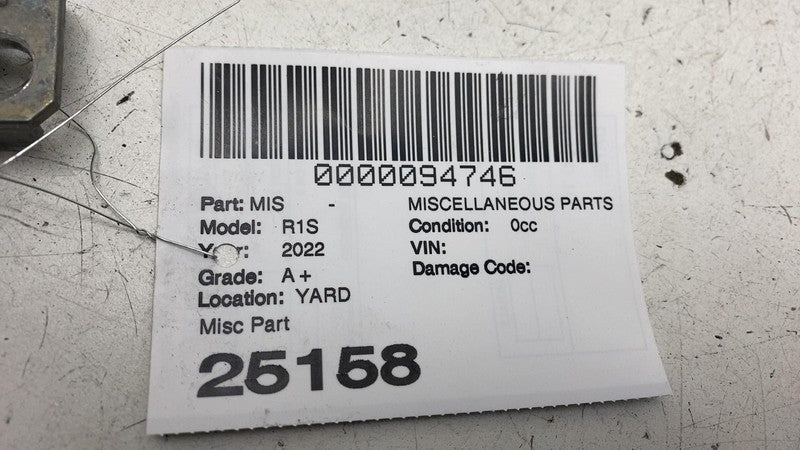 0000094746
Part: MIS - MISCELLANEOUS PARTS
Model: R1S Condition: 0cc
Year: 2022 VIN:
Grade: A+ Damage Code:
Location: YARD
Misc Part
25158